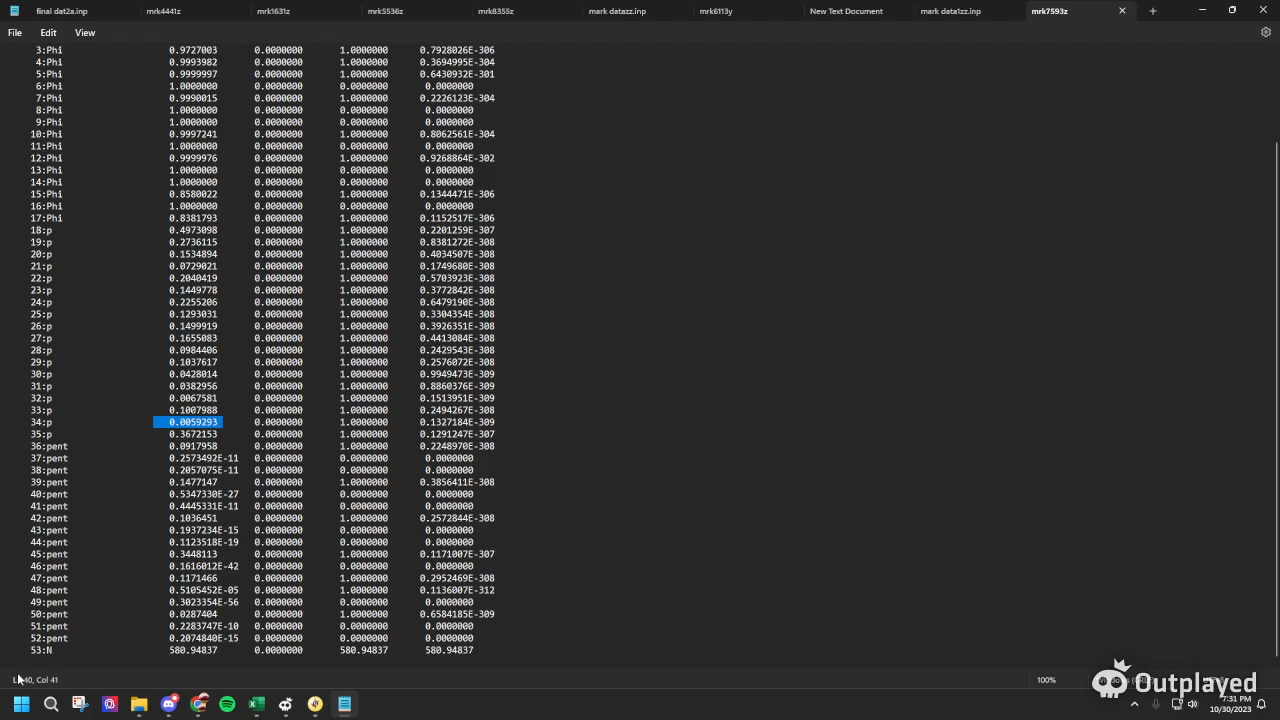 final dat2a.inp mrk4441z mrk1631z mrk5536z mrk8355z mark datazz.inp mrk6113y New Text Document mark data1zz.inp mrk7593z
File Edit View
3:Phi 0.9727003 0.0000000 1.0000000 0.7928026E-306
4:Phi 0.9993982 0.0000000 1.0000000 0.3694995E-304
5:Phi 0.9999997 0.0000000 1.0000000 0.6430932E-301
6:Phi 1.0000000 0.0000000 0.0000000 0.0000000
7:Phi 0.9990015 0.0000000 1.0000000 0.2226123E-304
8:Phi 1.0000000 0.0000000 0.0000000 0.0000000
9:Phi 1.0000000 0.0000000 0.0000000 0.0000000
10:Phi 0.9997241 0.0000000 1.0000000 0.8062561E-304
11:Phi 1.0000000 0.0000000 0.0000000 0.0000000
12:Phi 0.9999976 0.0000000 1.0000000 0.9268864E-302
13:Phi 1.0000000 0.0000000 0.0000000 0.0000000
14:Phi 1.0000000 0.0000000 0.0000000 0.0000000
15:Phi 0.8580022 0.0000000 1.0000000 0.1344471E-306
16:Phi 1.0000000 0.0000000 0.0000000 0.0000000
17:Phi 0.8381793 0.0000000 1.0000000 0.1152517E-306
18:p 0.4973098 0.0000000 1.0000000 0.2201259E-307
19:p 0.2736115 0.0000000 1.0000000 0.8381272E-308
20:p 0.1534894 0.0000000 1.0000000 0.4034507E-308
21:p 0.0729021 0.0000000 1.0000000 0.1749680E-308
22:p 0.2040419 0.0000000 1.0000000 0.5703923E-308
23:p 0.1449778 0.0000000 1.0000000 0.3772842E-308
24:p 0.2255206 0.0000000 1.0000000 0.6479190E-308
25:p 0.1293031 0.0000000 1.0000000 0.3304354E-308
26:p 0.1499919 0.0000000 1.0000000 0.3926351E-308
27:p 0.1655083 0.0000000 1.0000000 0.4413084E-308
28:p 0.0984406 0.0000000 1.0000000 0.2429543E-308
29:p 0.1037617 0.0000000 1.0000000 0.2576072E-308
30:p 0.0428014 0.0000000 1.0000000 0.9949473E-309
31:p 0.0382956 0.0000000 1.0000000 0.8860376E-309
32:p 0.0067581 0.0000000 1.0000000 0.1513951E-309
33:p 0.1007988 0.0000000 1.0000000 0.2494267E-308
34:p 0.0059293 0.0000000 1.0000000 0.1327184E-309
35:p 0.3672153 0.0000000 1.0000000 0.1291247E-307
36:pent 0.0917958 0.0000000 1.0000000 0.2248970E-308
37:pent 0.2573492E-11 0.0000000 0.0000000 0.0000000
38:pent 0.2057075E-11 0.0000000 0.0000000 0.0000000
39:pent 0.1477147 0.0000000 1.0000000 0.3856411E-308
40:pent 0.5347330E-27 0.0000000 0.0000000 0.0000000
41:pent 0.4445331E-11 0.0000000 0.0000000 0.0000000
42:pent 0.1036451 0.0000000 1.0000000 0.2572844E-308
43:pent 0.1937234E-15 0.0000000 0.0000000 0.0000000
44:pent 0.1123518E-19 0.0000000 0.0000000 0.0000000
45:pent 0.3448113 0.0000000 1.0000000 0.1171007E-307
46:pent 0.1616012E-42 0.0000000 0.0000000 0.0000000
47:pent 0.1171466 0.0000000 1.0000000 0.2952469E-308
48:pent 0.5105452E-05 0.0000000 1.0000000 0.1136007E-312
49:pent 0.3023354E-56 0.0000000 0.0000000 0.0000000
50:pent 0.0287404 0.0000000 1.0000000 0.6584185E-309
51:pent 0.2283747E-10 0.0000000 0.0000000 0.0000000
52:pent 0.2074840E-15 0.0000000 0.0000000 0.0000000
53:N 580.94837 0.0000000 580.94837 580.94837
40, Col 41 100%
Outplayed
7:31 PM
10/30/2023